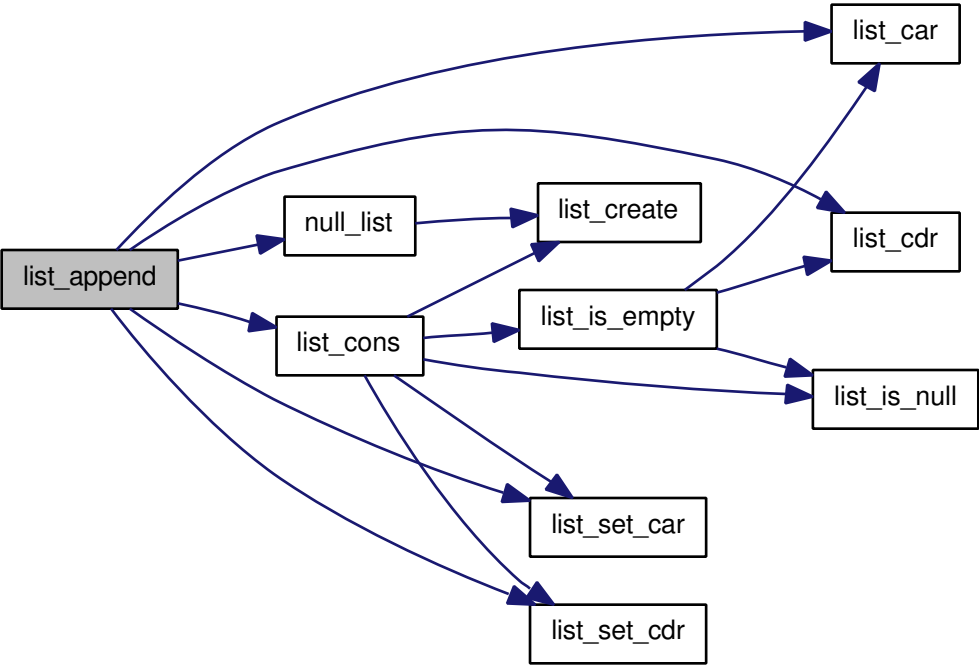 list_append
null_list
list_cons
list_create
list_is_empty
list_set_car
list_set_cdr
list_car
list_cdr
list_is_null